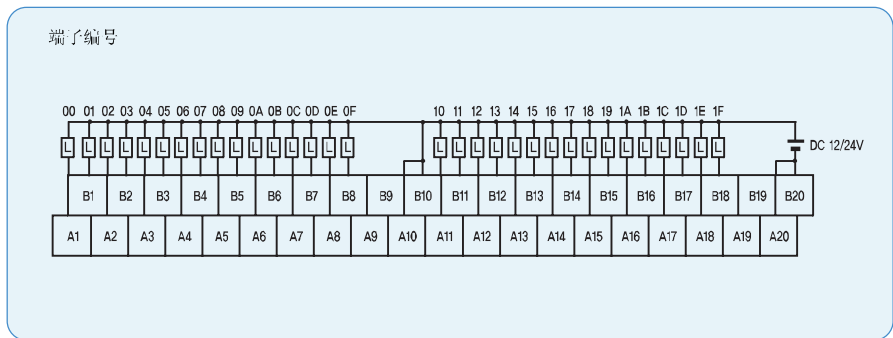 端子编号
00 01 02 03 04 05 06 07 08 09 0A 0B 0C 0D 0E 0F 10 11 12 13 14 15 16 17 18 19 1A 1B 1C 1D 1E 1F
L L L L L L L L L L L L L L L L L L L L L L L L L L L L L L L L DC 12/24V
B1 B2 B3 B4 B5 B6 B7 B8 B9 B10 B11 B12 B13 B14 B15 B16 B17 B18 B19 B20
A1 A2 A3 A4 A5 A6 A7 A8 A9 A10 A11 A12 A13 A14 A15 A16 A17 A18 A19 A20